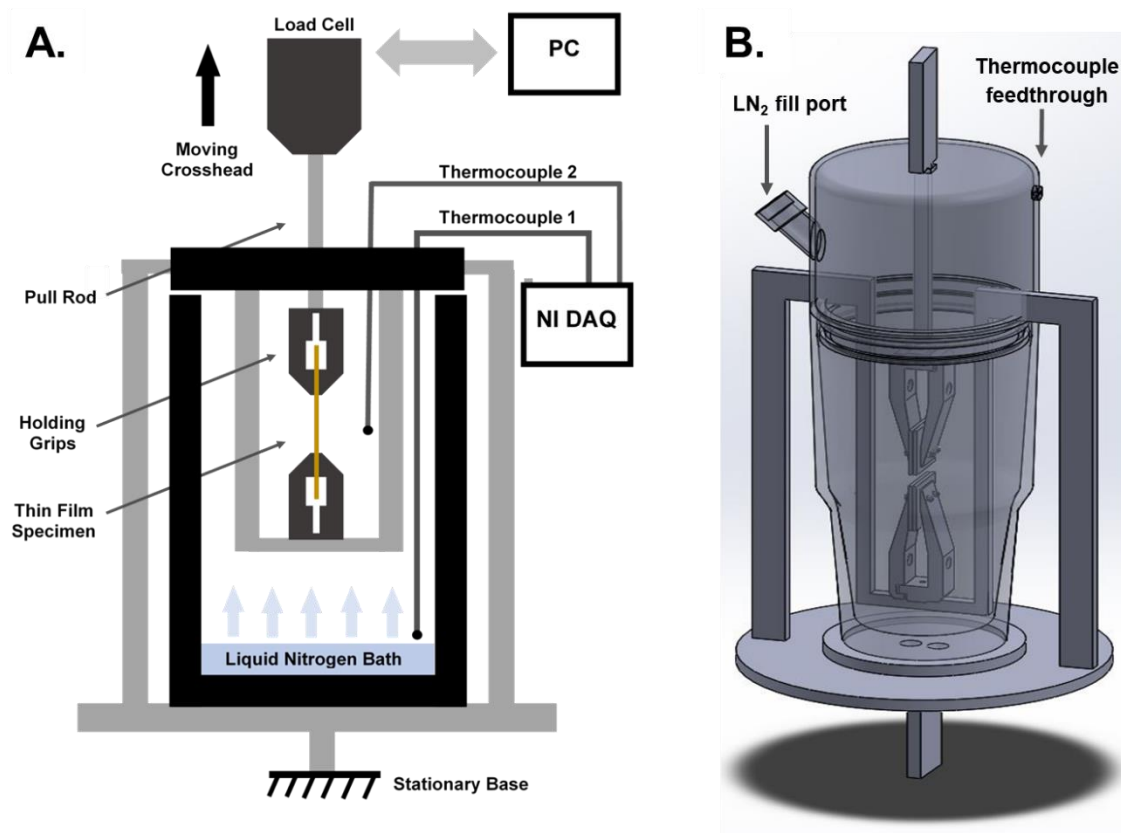 A.
Load Cell
PC
Moving
Crosshead
Thermocouple 2
Thermocouple 1
Pull Rod
NI DAQ
Holding
Grips
Thin Film
Specimen
Liquid Nitrogen Bath
Stationary Base
B.
Thermocouple
feedthrough
LN₂ fill port